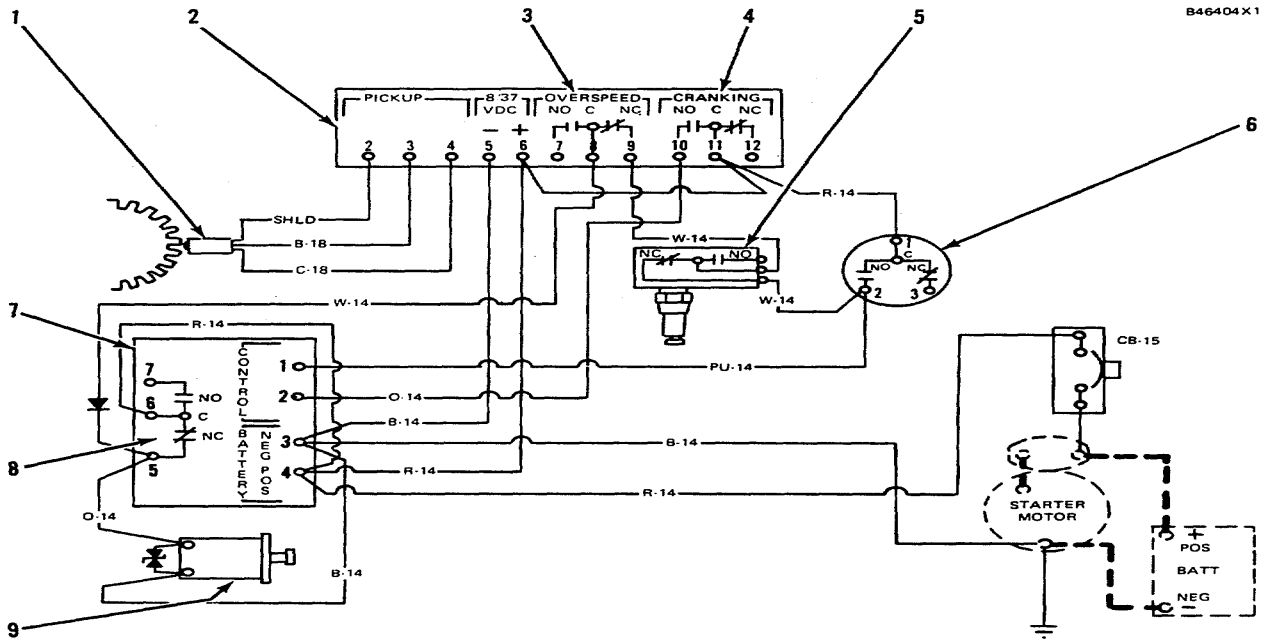 1 2 3 4 5 B46404X1
PICKUP 8'37 OVERSPEED CRANKING
VDC NO C NC NO C NC
− +
2 3 4 5 6 7 8 9 10 11 12
6
R-14
SHLD
B-18
C-18
W-14
NC NO
W-14
1
C
NO NC
2 3
W-14
7
R-14
CB-15
7
NO
6
C
NC
5
CONTROL
BATTERY
NEG POS
1
2
3
4
PU-14
O-14
B-14
B-14
R-14
R-14
8
O-14
STARTER
MOTOR
+
POS
BATT
NEG
−
B-14
9